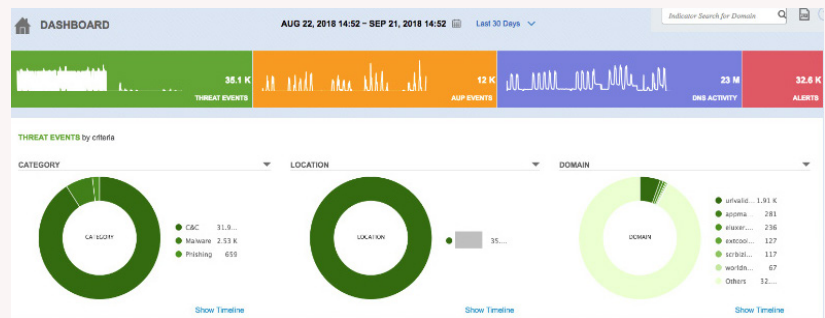 DASHBOARD
AUG 22, 2018 14:52 – SEP 21, 2018 14:52
Last 30 Days
Indicator Search for Domain
35.1 K
THREAT EVENTS
12 K
AUP EVENTS
23 M
DNS ACTIVITY
32.6 K
ALERTS
THREAT EVENTS by criteria
CATEGORY
CATEGORY
C&C 31.9...
Malware 2.53 K
Phishing 659
Show Timeline
LOCATION
LOCATION
35....
Show Timeline
DOMAIN
DOMAIN
urlvalid... 1.91 K
appma... 281
eluxer.... 236
extcool... 127
scrbizl... 117
worldn... 67
Others 32....
Show Timeline